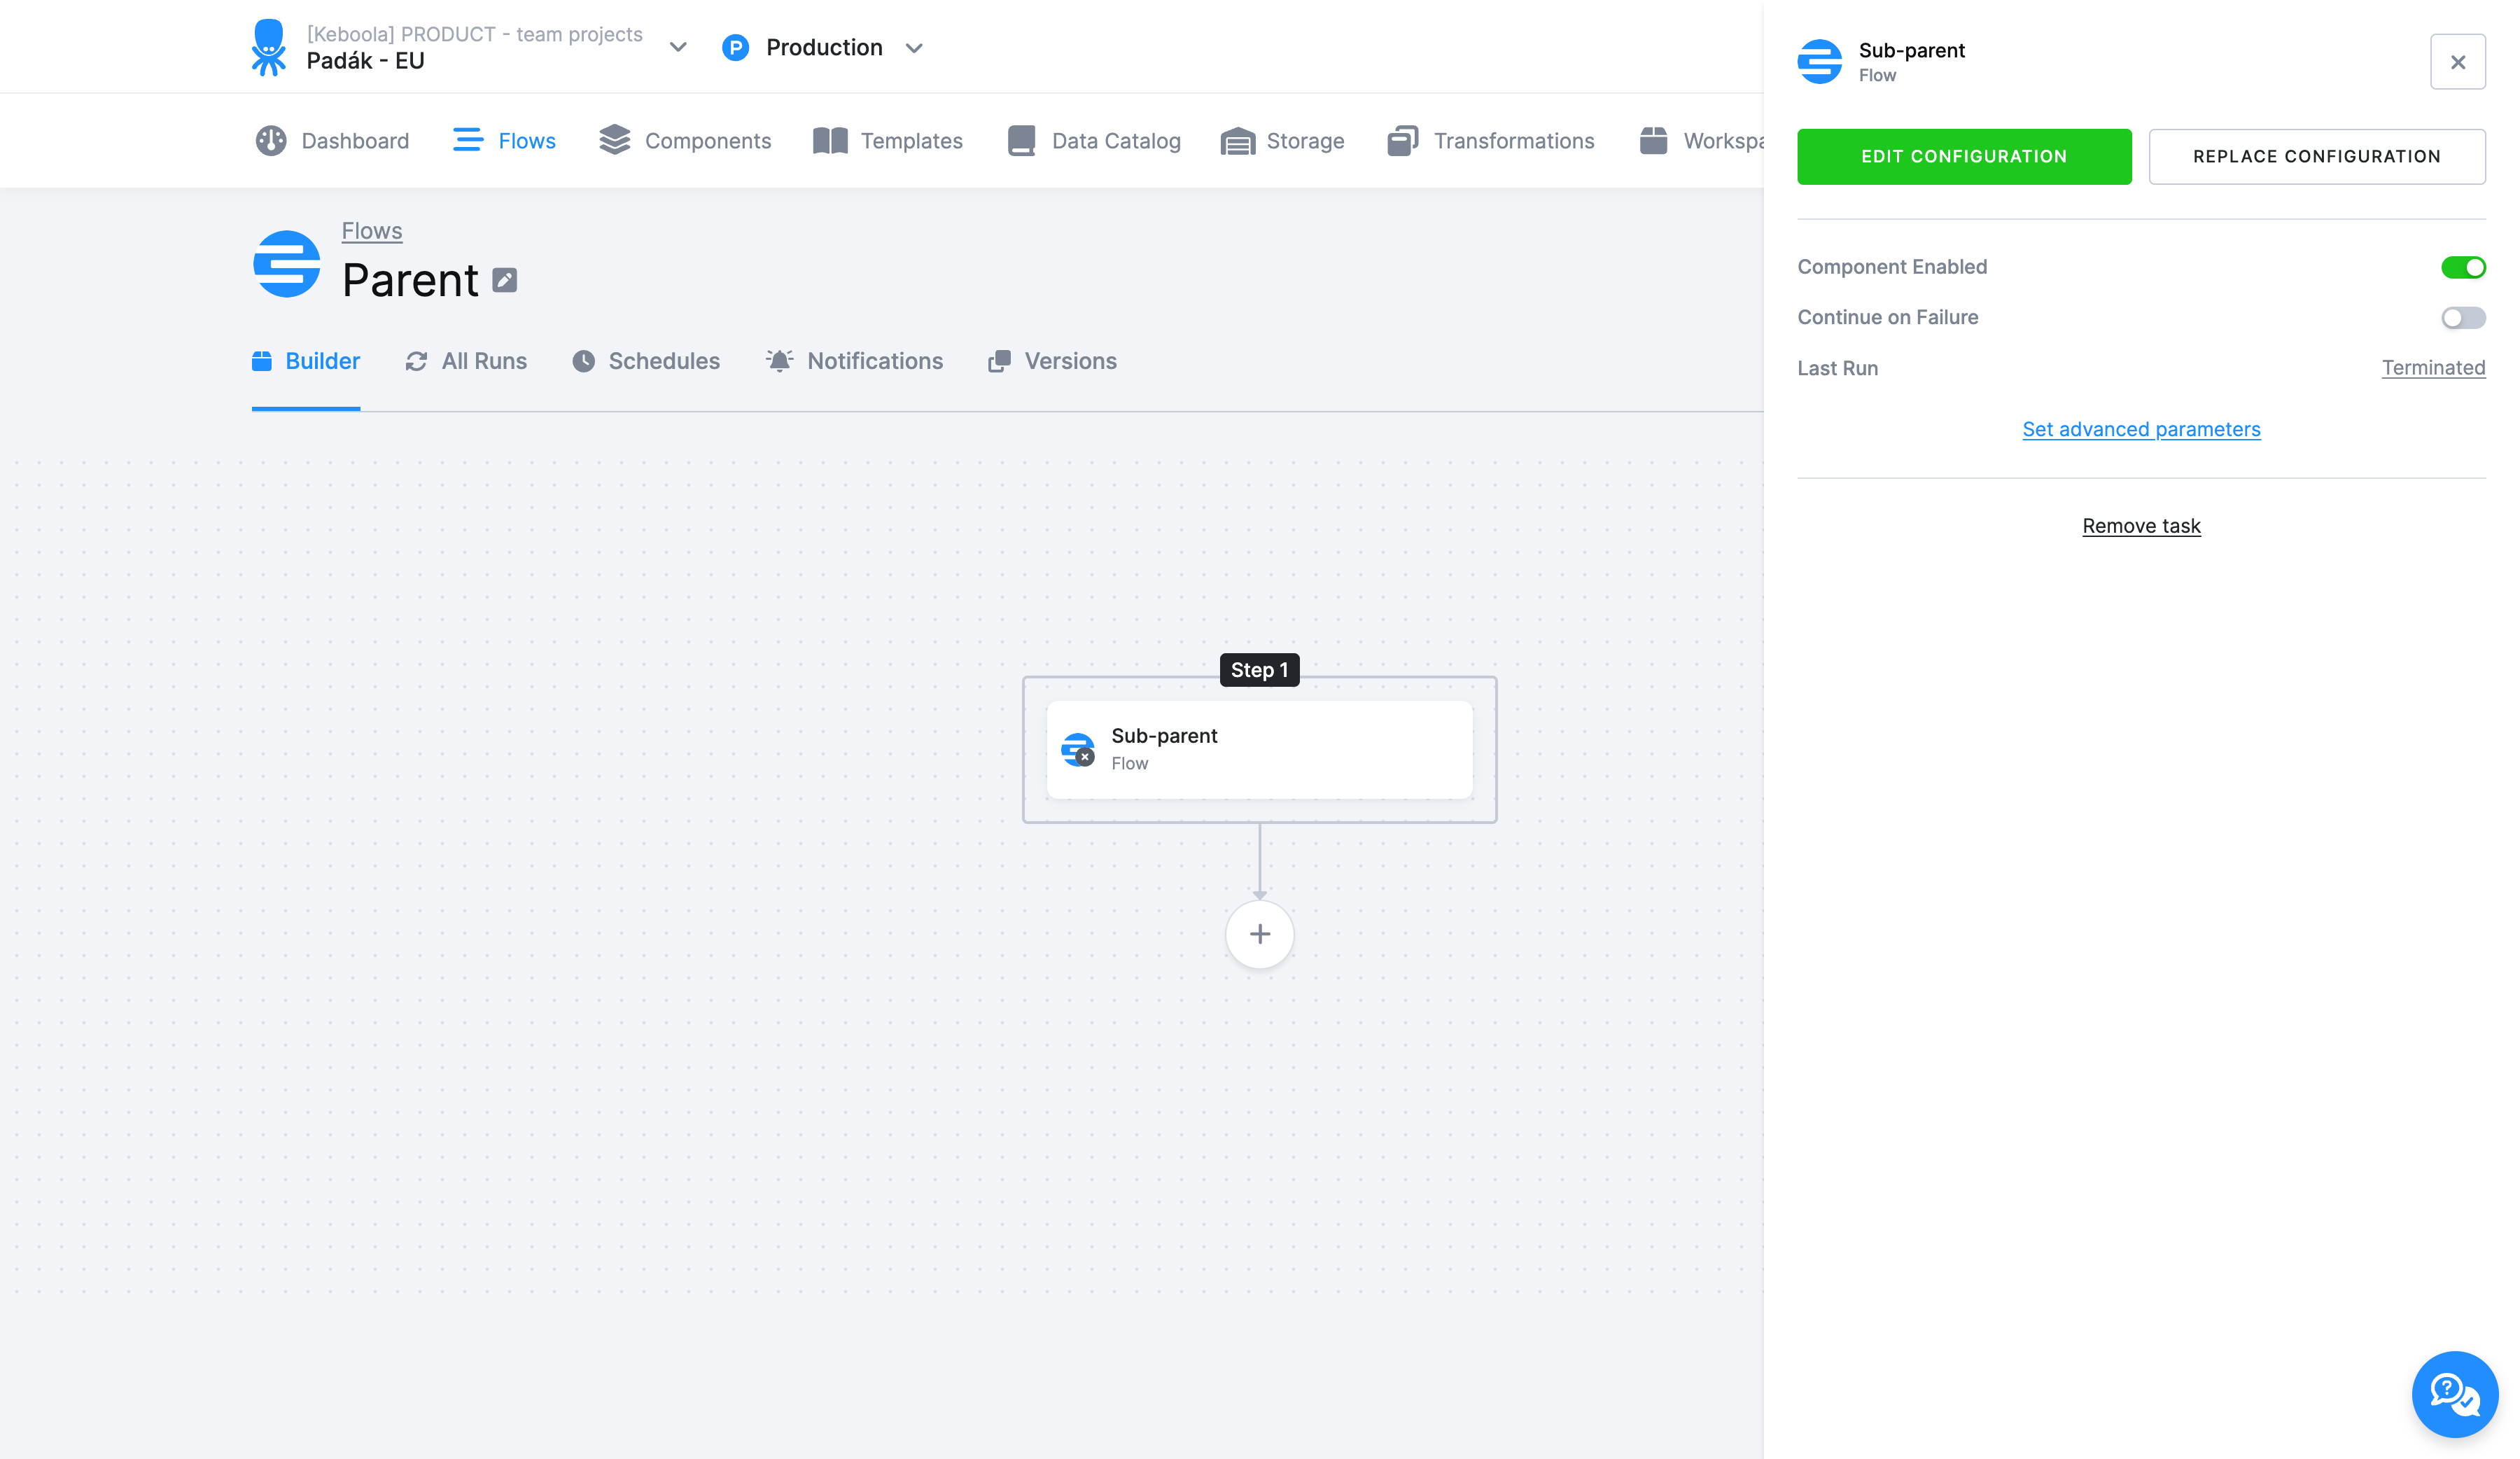 [Keboola] PRODUCT - team projects
Padák - EU
P Production
Dashboard Flows Components Templates Data Catalog Storage Transformations Workspa
Flows
Parent
Builder All Runs Schedules Notifications Versions
Step 1
Sub-parent
Flow
Sub-parent
Flow
EDIT CONFIGURATION REPLACE CONFIGURATION
Component Enabled
Continue on Failure
Last Run Terminated
Set advanced parameters
Remove task